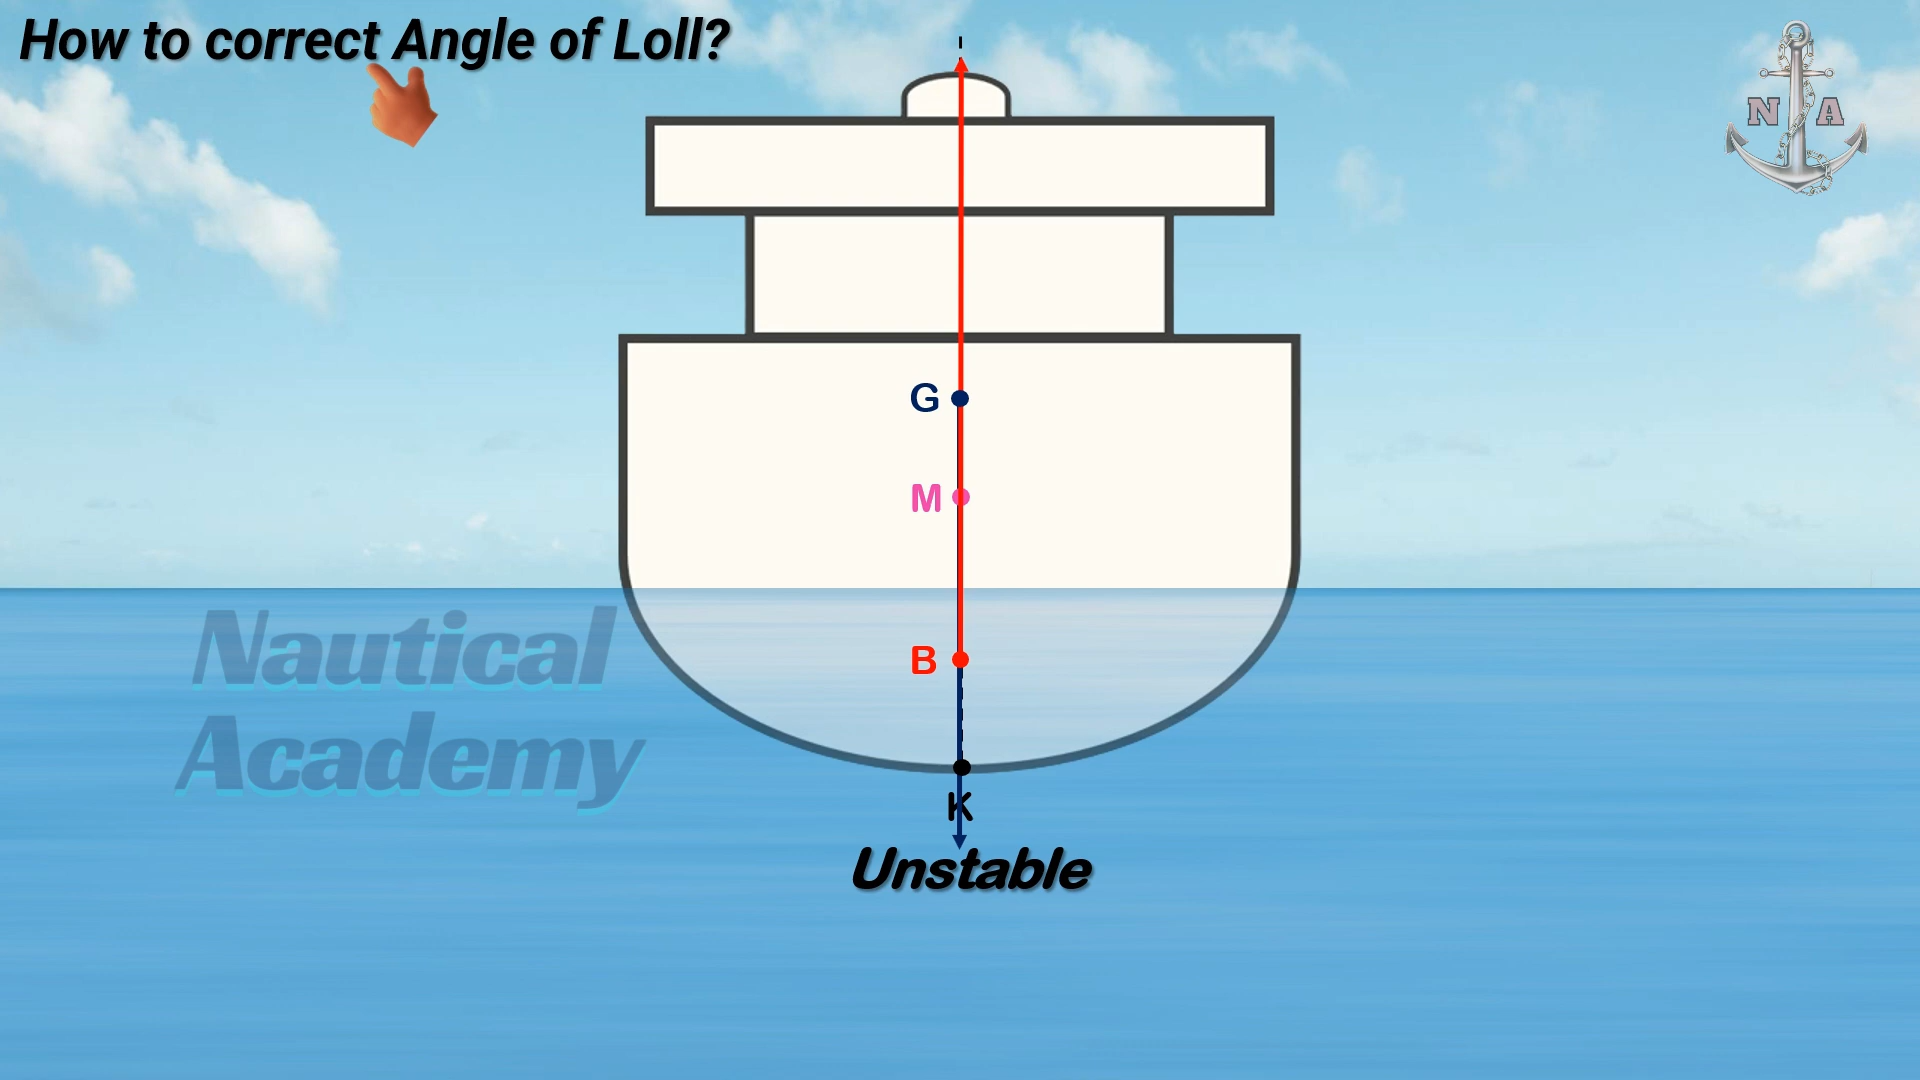 How to correct Angle of Loll?
N A
G
M
Nautical
Academy
B
K
Unstable